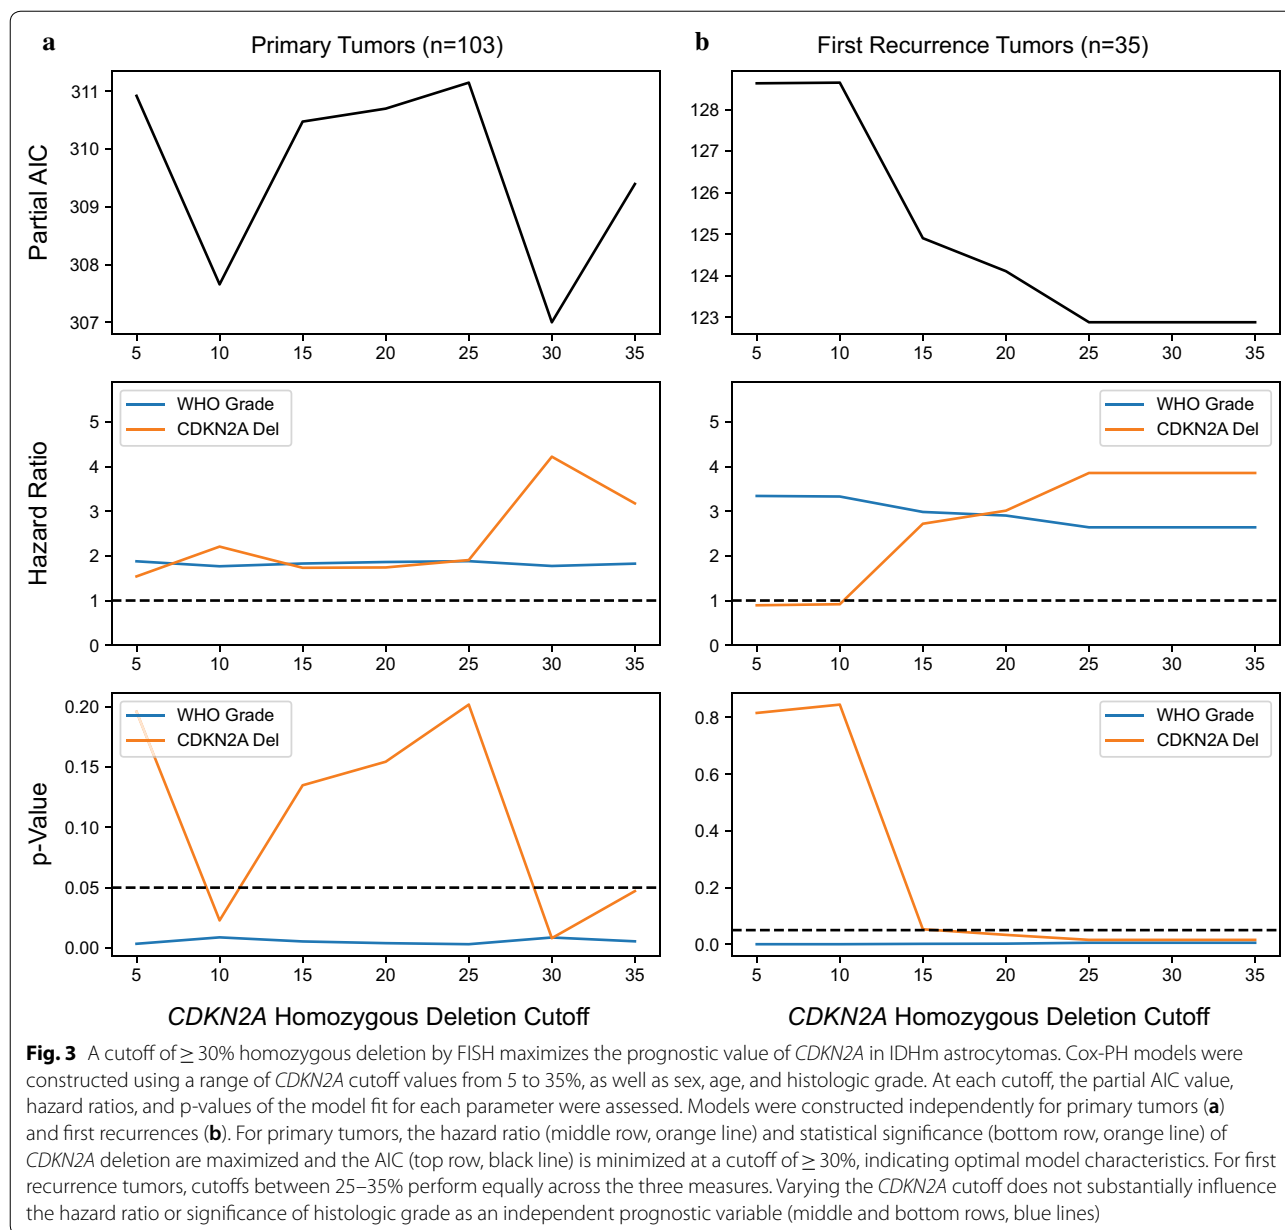 a
Primary Tumors (n=103)
Partial AIC
311
310
309
308
307
5 10 15 20 25 30 35
Hazard Ratio
WHO Grade
CDKN2A Del
5
4
3
2
1
0
5 10 15 20 25 30 35
p-Value
WHO Grade
CDKN2A Del
0.20
0.15
0.10
0.05
0.00
5 10 15 20 25 30 35
CDKN2A Homozygous Deletion Cutoff
b
First Recurrence Tumors (n=35)
128
127
126
125
124
123
5 10 15 20 25 30 35
WHO Grade
CDKN2A Del
5
4
3
2
1
0
5 10 15 20 25 30 35
WHO Grade
CDKN2A Del
0.8
0.6
0.4
0.2
0.0
5 10 15 20 25 30 35
CDKN2A Homozygous Deletion Cutoff
Fig. 3 A cutoff of ≥ 30% homozygous deletion by FISH maximizes the prognostic value of CDKN2A in IDHm astrocytomas. Cox-PH models were
constructed using a range of CDKN2A cutoff values from 5 to 35%, as well as sex, age, and histologic grade. At each cutoff, the partial AIC value,
hazard ratios, and p-values of the model fit for each parameter were assessed. Models were constructed independently for primary tumors (a)
and first recurrences (b). For primary tumors, the hazard ratio (middle row, orange line) and statistical significance (bottom row, orange line) of
CDKN2A deletion are maximized and the AIC (top row, black line) is minimized at a cutoff of ≥ 30%, indicating optimal model characteristics. For first
recurrence tumors, cutoffs between 25–35% perform equally across the three measures. Varying the CDKN2A cutoff does not substantially influence
the hazard ratio or significance of histologic grade as an independent prognostic variable (middle and bottom rows, blue lines)